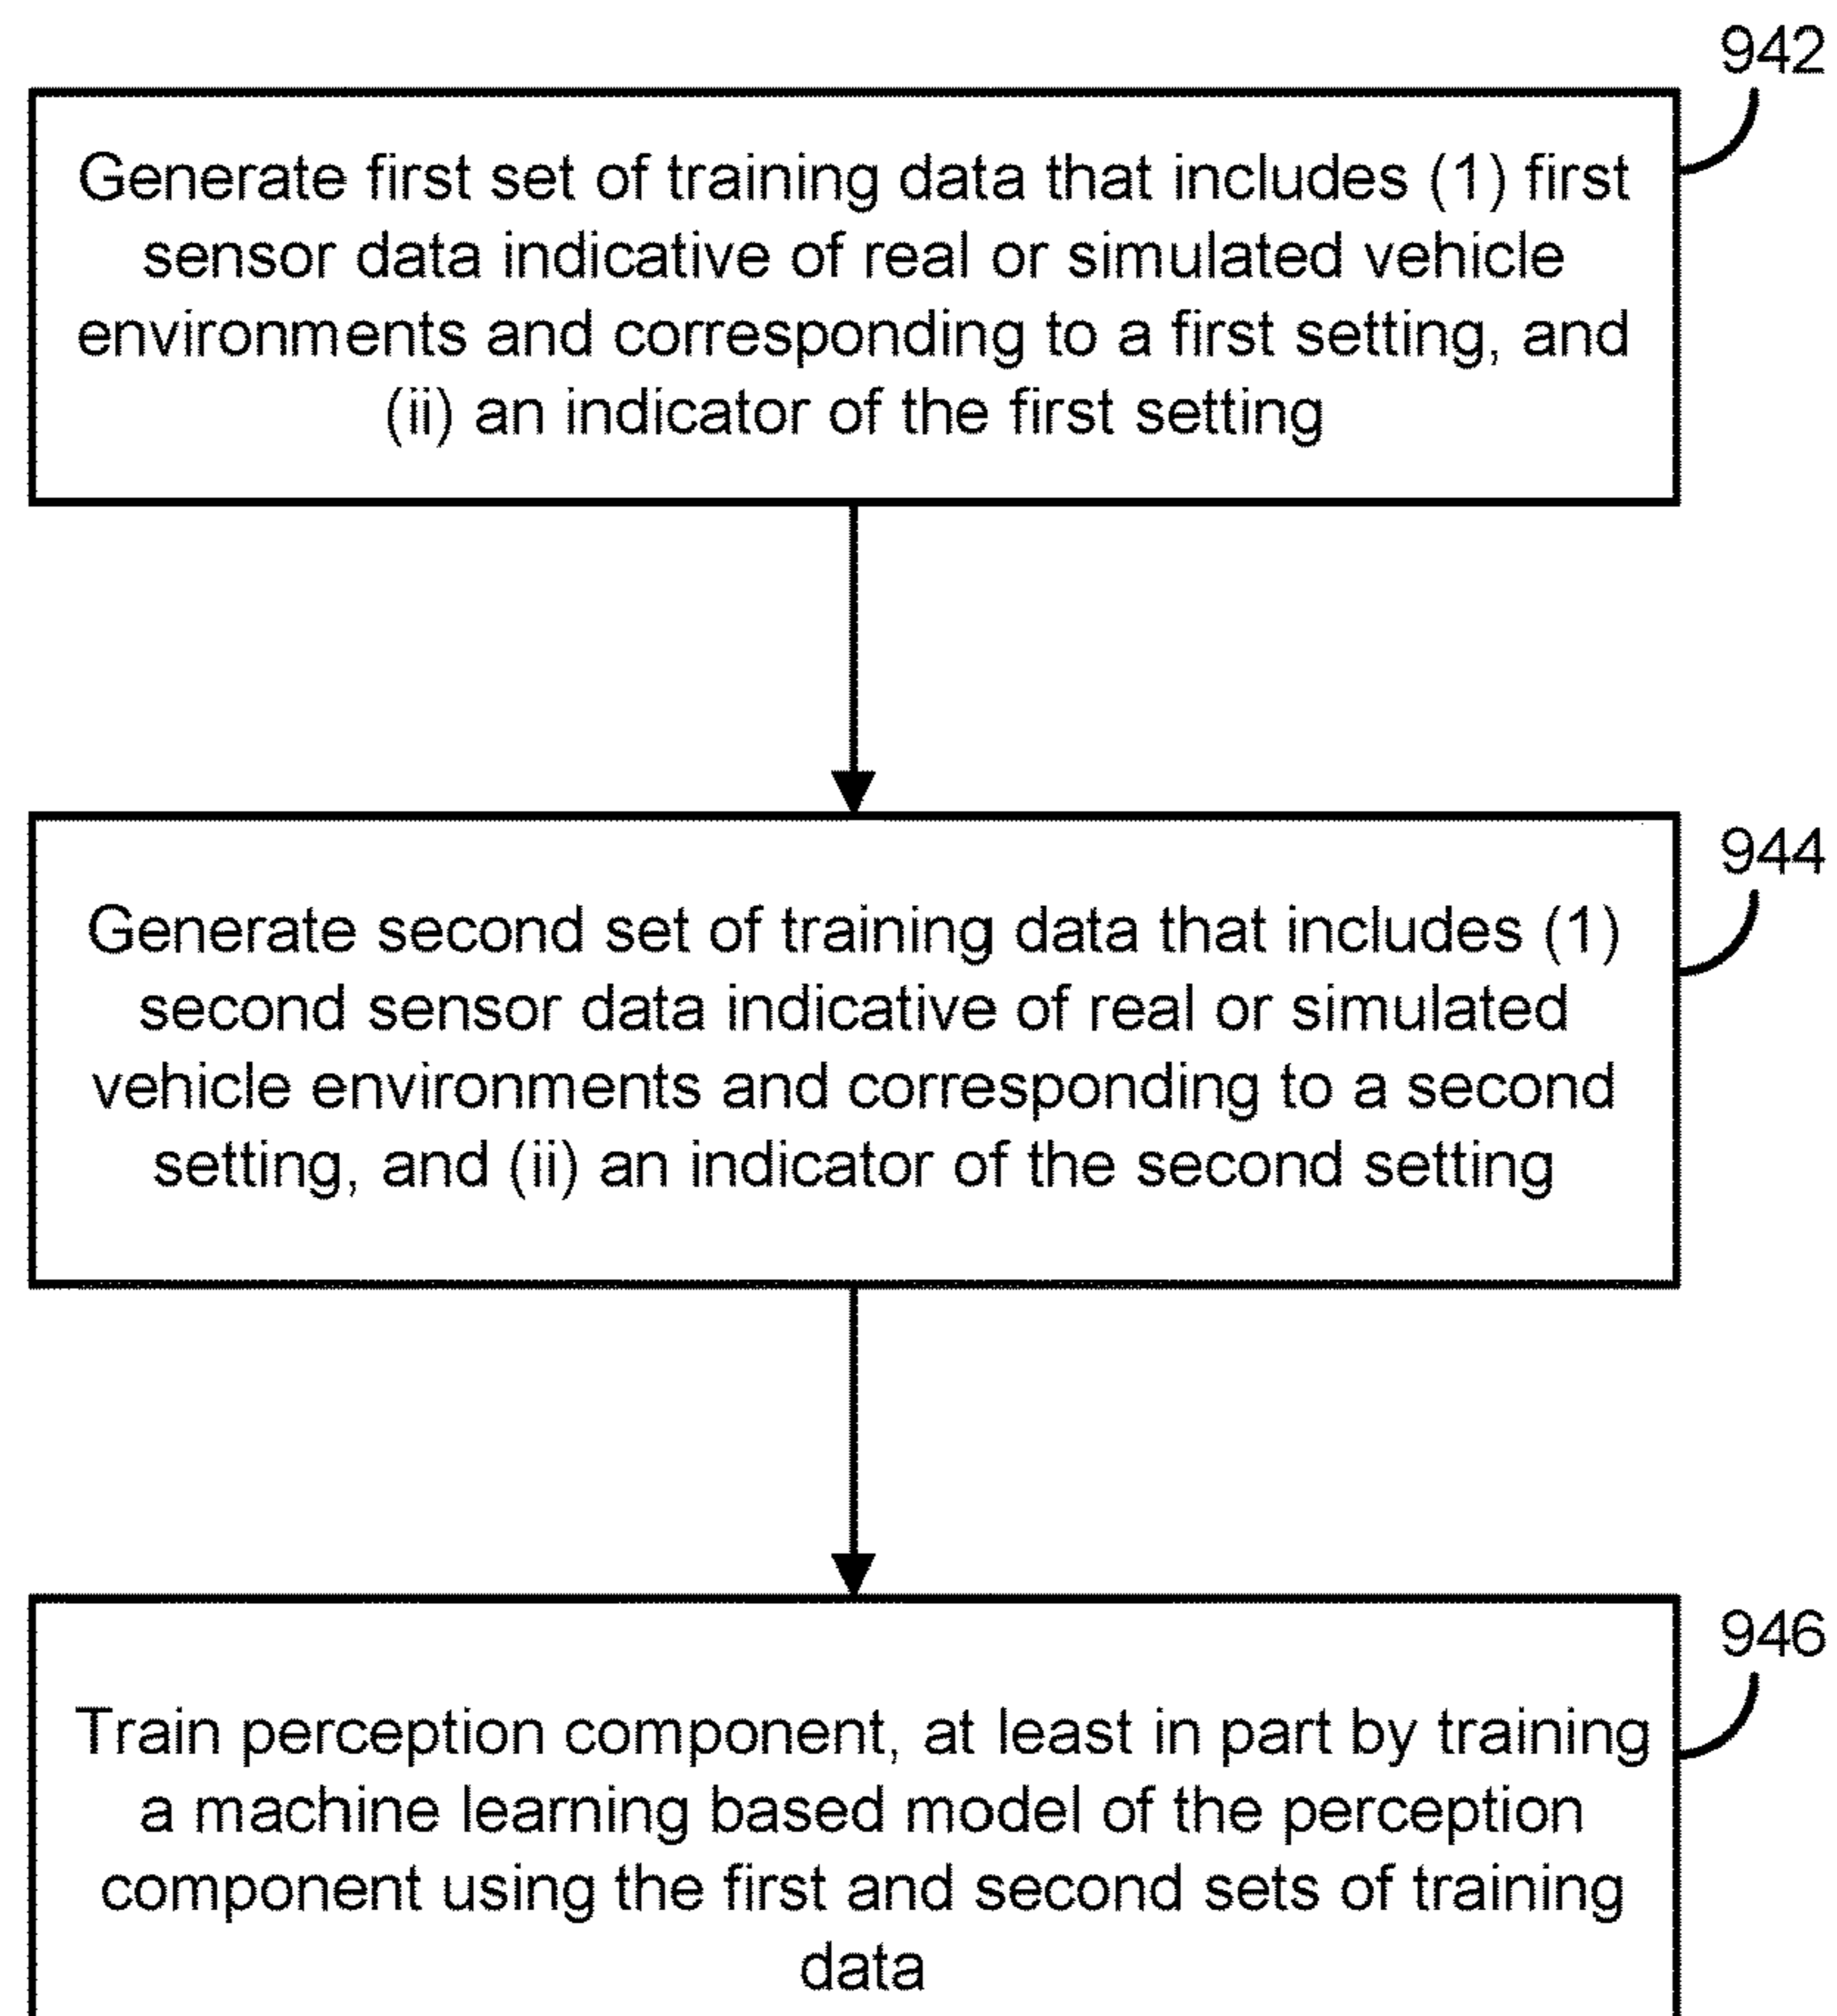 942
Generate first set of training data that includes (1) first
sensor data indicative of real or simulated vehicle
environments and corresponding to a first setting, and
(ii) an indicator of the first setting
944
Generate second set of training data that includes (1)
second sensor data indicative of real or simulated
vehicle environments and corresponding to a second
setting, and (ii) an indicator of the second setting
946
Train perception component, at least in part by training
a machine learning based model of the perception
component using the first and second sets of training
data